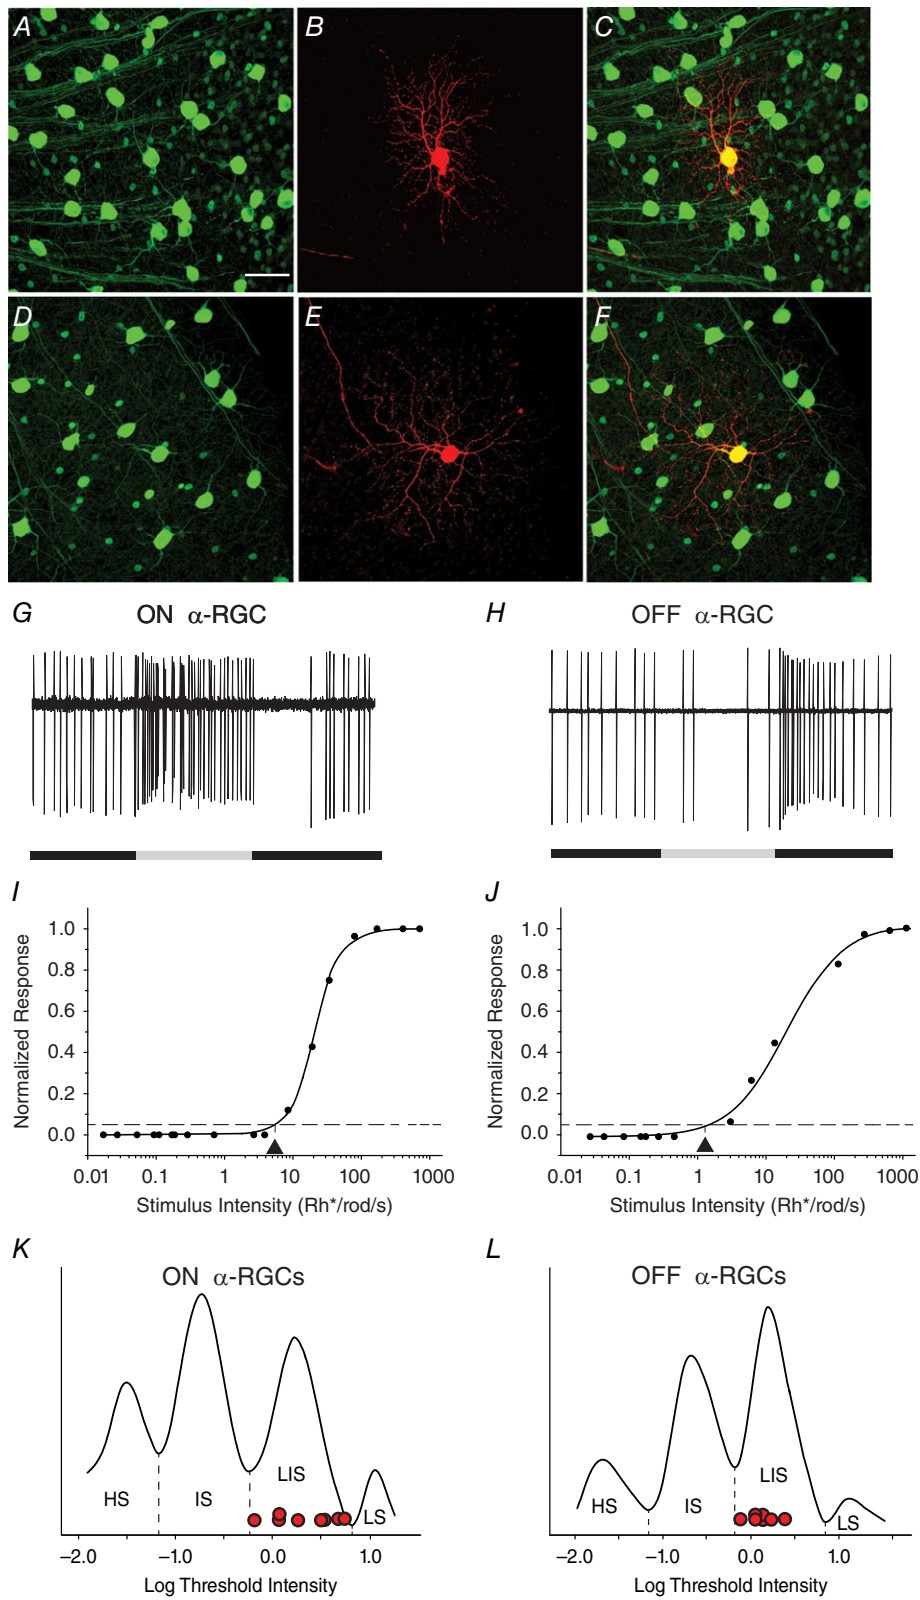 A
B
C
D
E
F
G
ON α-RGC
H
OFF α-RGC
I
Normalized Response
1.0
0.8
0.6
0.4
0.2
0.0
0.01 0.1 1 10 100 1000
Stimulus Intensity (Rh*/rod/s)
J
Normalized Response
1.0
0.8
0.6
0.4
0.2
0.0
0.01 0.1 1 10 100 1000
Stimulus Intensity (Rh*/rod/s)
K
ON α-RGCs
HS
IS
LIS
LS
–2.0 –1.0 0.0 1.0
Log Threshold Intensity
L
OFF α-RGCs
HS
IS
LIS
LS
–2.0 –1.0 0.0 1.0
Log Threshold Intensity